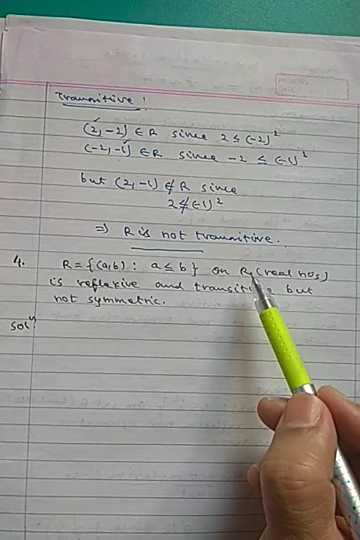 Transitive :
(2, -2) ∈ R since 2 ≤ (-2)²
(-2, -1) ∈ R since -2 ≤ (-1)²
but (2, -1) ∉ R since
2 ≰ (-1)²
⇒ R is not transitive.
4. R = {(a,b) : a ≤ b} on R (real nos)
is reflexive and transitive but
not symmetric.
Solⁿ